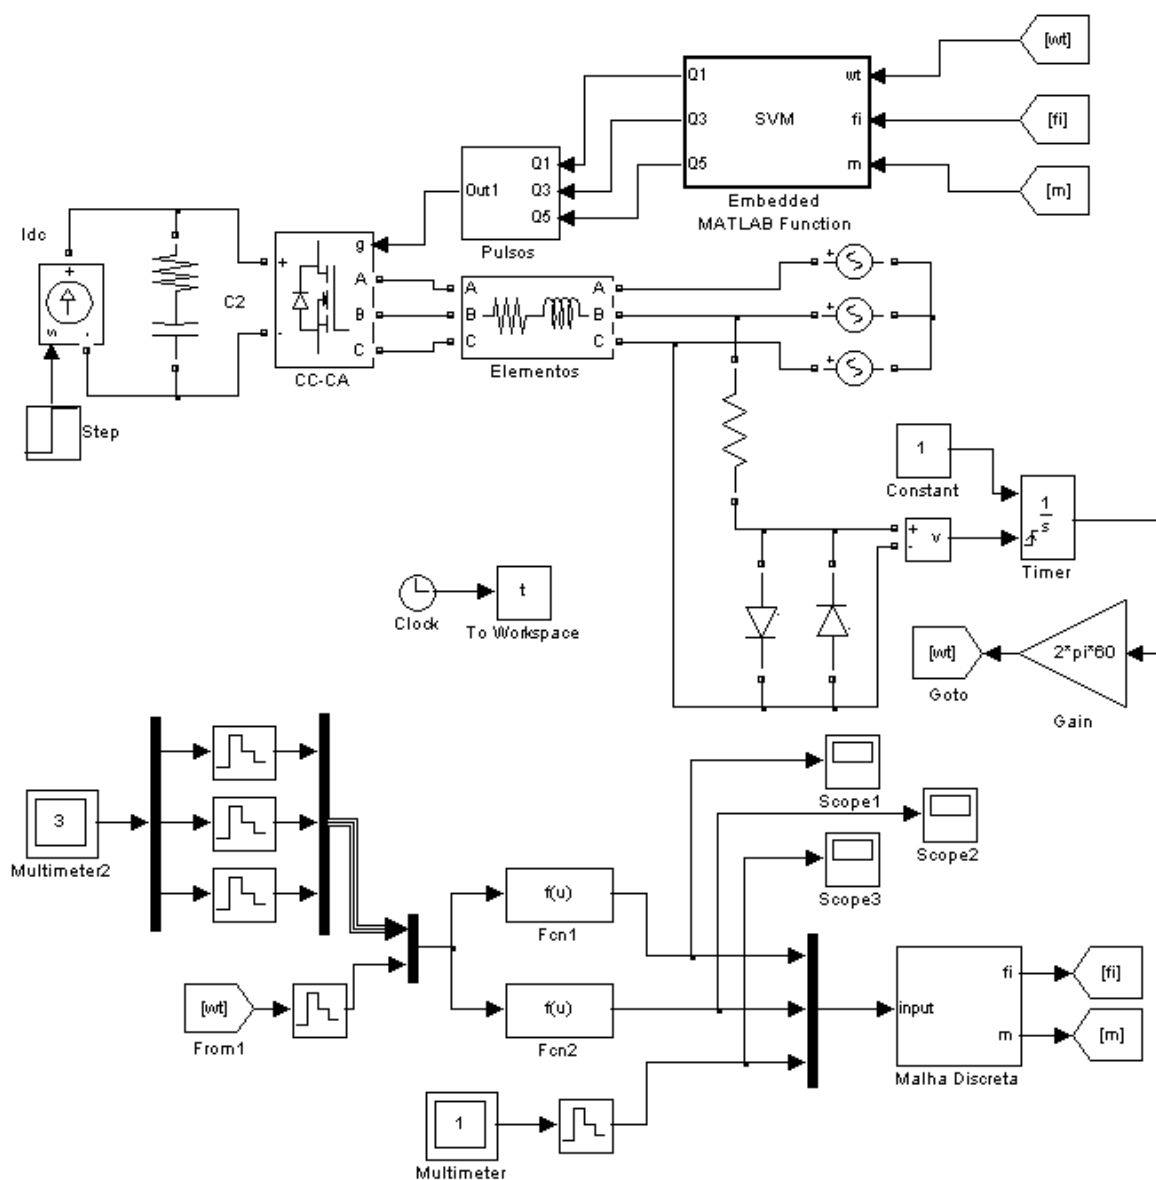 [wt]
Q1 wt
Q3 SVM fi
[fi]
Q5 m
[m]
Embedded
MATLAB Function
Q1
Out1 Q3
Q5
Pulsos
Idc
+
s
-
C2
Step
+ g
A
B
- C
CC-CA
A A
B B
C C
Elementos
+
+
+
1
Constant
+
- v
1
s
Timer
Clock
t
To Workspace
[wt]
Goto
2*pi*60
Gain
3
Multimeter2
Scope1
Scope2
Scope3
f(u)
Fcn1
[wt]
From1
f(u)
Fcn2
input fi
m
Malha Discreta
[fi]
[m]
1
Multimeter